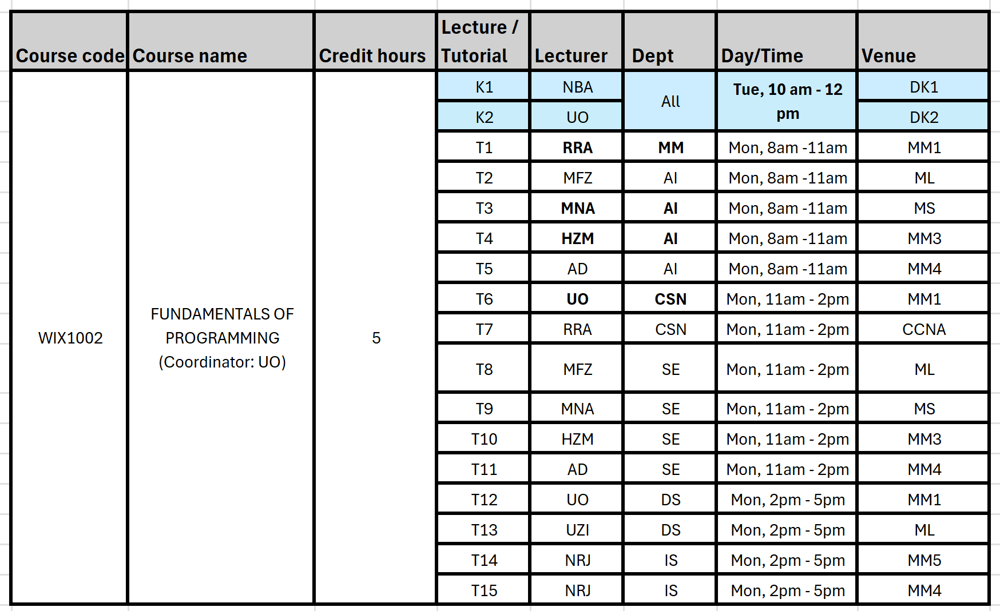 Course code Course name Credit hours Lecture / Tutorial Lecturer Dept Day/Time Venue
WIX1002
FUNDAMENTALS OF
PROGRAMMING
(Coordinator: UO)
5
K1 NBA All Tue, 10 am - 12 pm DK1
K2 UO DK2
T1 RRA MM Mon, 8am -11am MM1
T2 MFZ AI Mon, 8am -11am ML
T3 MNA AI Mon, 8am -11am MS
T4 HZM AI Mon, 8am -11am MM3
T5 AD AI Mon, 8am -11am MM4
T6 UO CSN Mon, 11am - 2pm MM1
T7 RRA CSN Mon, 11am - 2pm CCNA
T8 MFZ SE Mon, 11am - 2pm ML
T9 MNA SE Mon, 11am - 2pm MS
T10 HZM SE Mon, 11am - 2pm MM3
T11 AD SE Mon, 11am - 2pm MM4
T12 UO DS Mon, 2pm - 5pm MM1
T13 UZI DS Mon, 2pm - 5pm ML
T14 NRJ IS Mon, 2pm - 5pm MM5
T15 NRJ IS Mon, 2pm - 5pm MM4